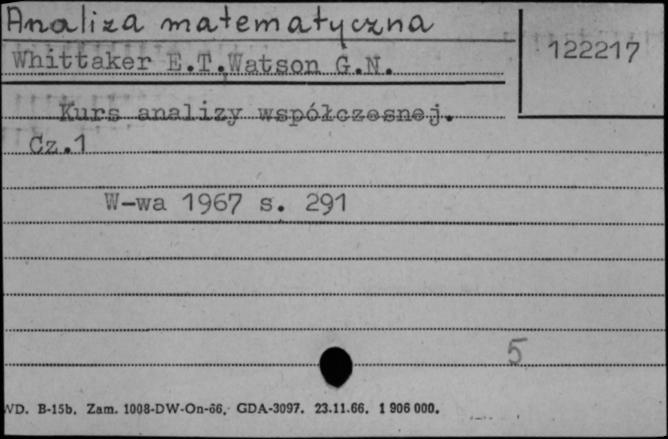 Analiza matematyczna
Whittaker E.T.Watson G.N.
122217
Kurs analizy współczesnej.
Cz.1
W-wa 1967 s. 291
5
WD. B-15b. Zam. 1008-DW-On-66. GDA-3097. 23.11.66. 1 906 000.